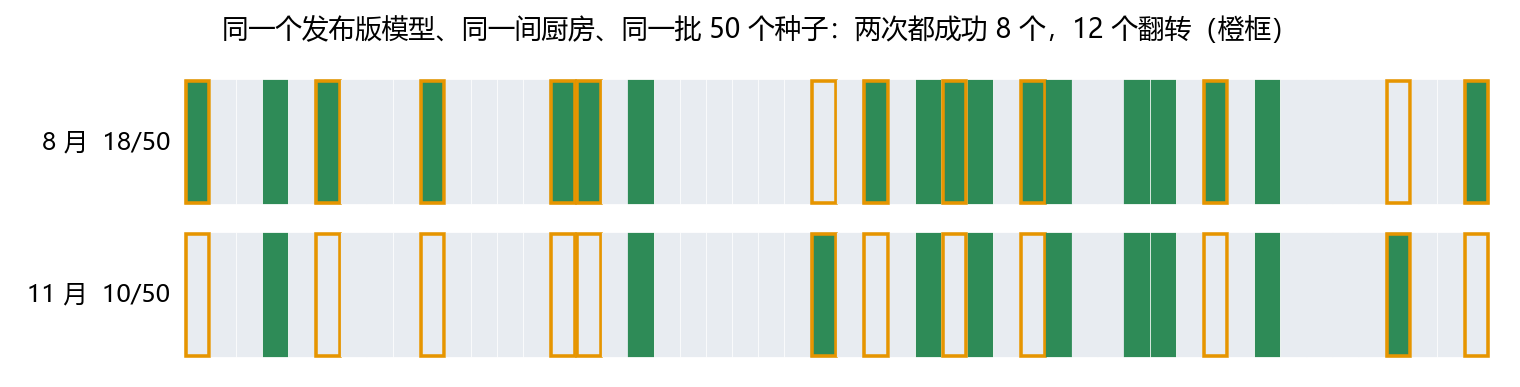 同一个发布版模型、同一间厨房、同一批 50 个种子：两次都成功 8 个，12 个翻转（橙框）
8 月  18/50
11 月  10/50